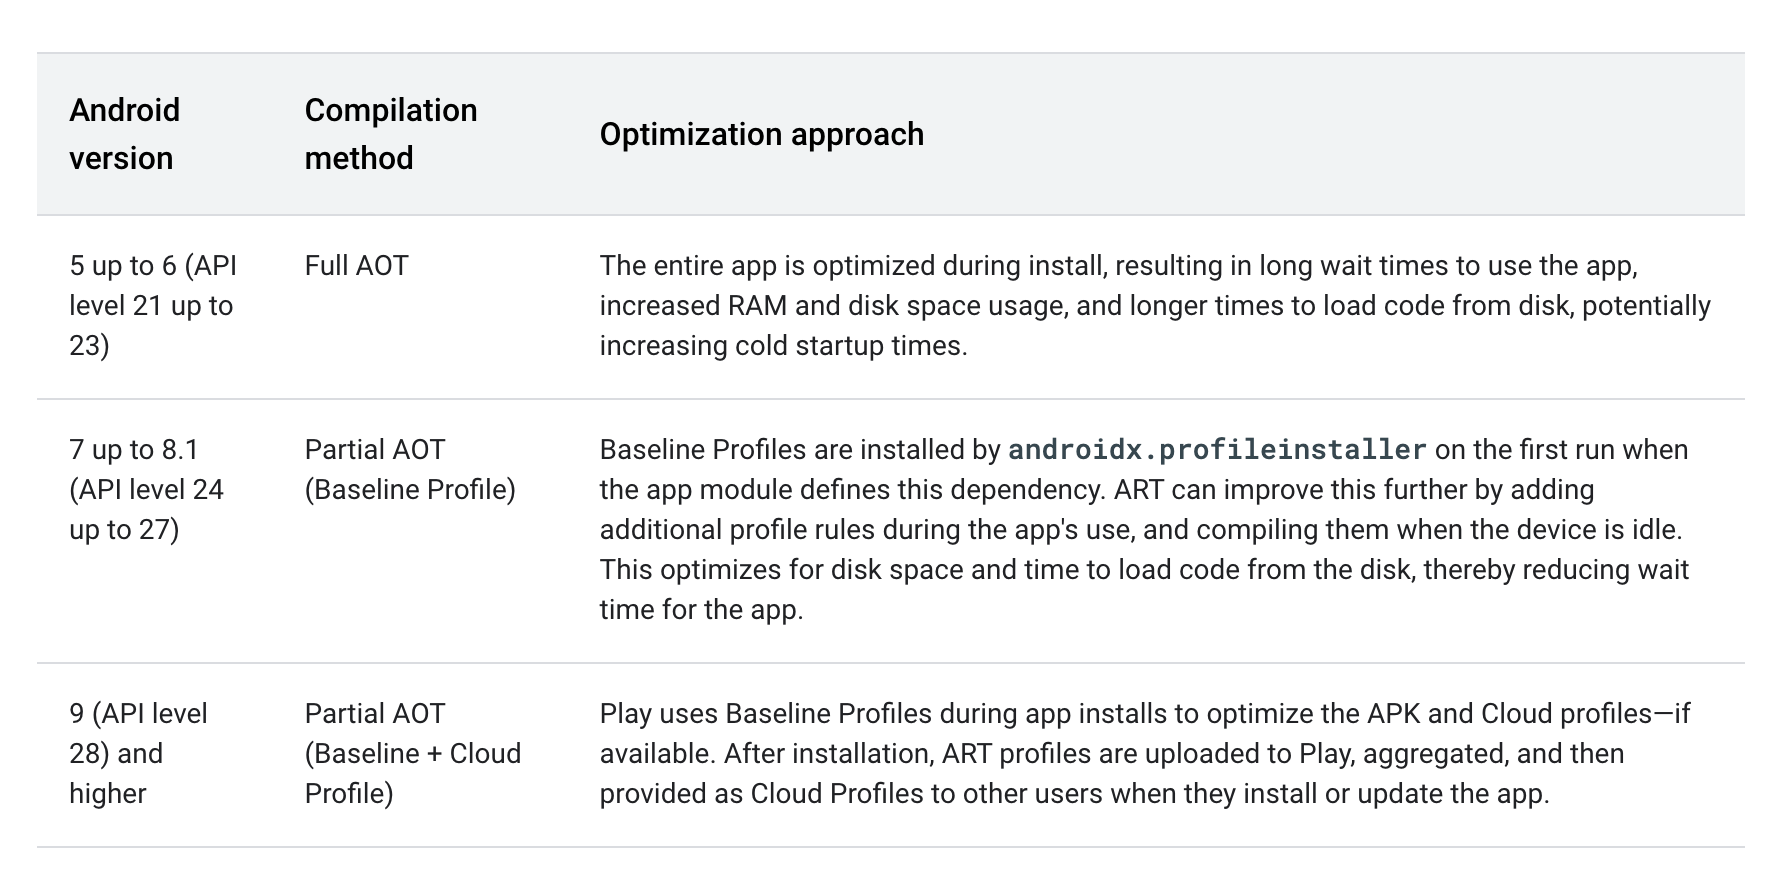 Android
version
Compilation
method
Optimization approach
5 up to 6 (API
level 21 up to
23)
Full AOT
The entire app is optimized during install, resulting in long wait times to use the app,
increased RAM and disk space usage, and longer times to load code from disk, potentially
increasing cold startup times.
7 up to 8.1
(API level 24
up to 27)
Partial AOT
(Baseline Profile)
Baseline Profiles are installed by androidx.profileinstaller on the first run when
the app module defines this dependency. ART can improve this further by adding
additional profile rules during the app's use, and compiling them when the device is idle.
This optimizes for disk space and time to load code from the disk, thereby reducing wait
time for the app.
9 (API level
28) and
higher
Partial AOT
(Baseline + Cloud
Profile)
Play uses Baseline Profiles during app installs to optimize the APK and Cloud profiles—if
available. After installation, ART profiles are uploaded to Play, aggregated, and then
provided as Cloud Profiles to other users when they install or update the app.